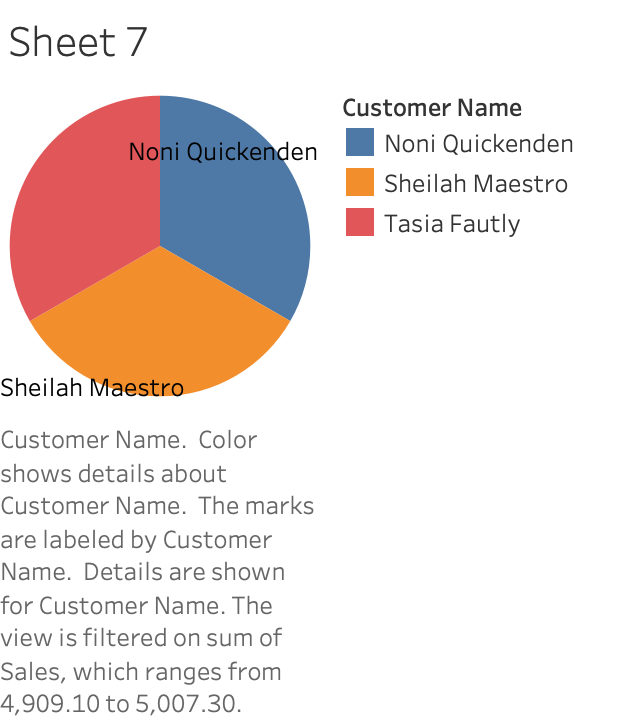 Sheet 7
Customer Name
Noni Quickenden
Sheilah Maestro
Tasia Fautly
Noni Quickenden
Sheilah Maestro
Customer Name.  Color
shows details about
Customer Name.  The marks
are labeled by Customer
Name.  Details are shown
for Customer Name. The
view is filtered on sum of
Sales, which ranges from
4,909.10 to 5,007.30.